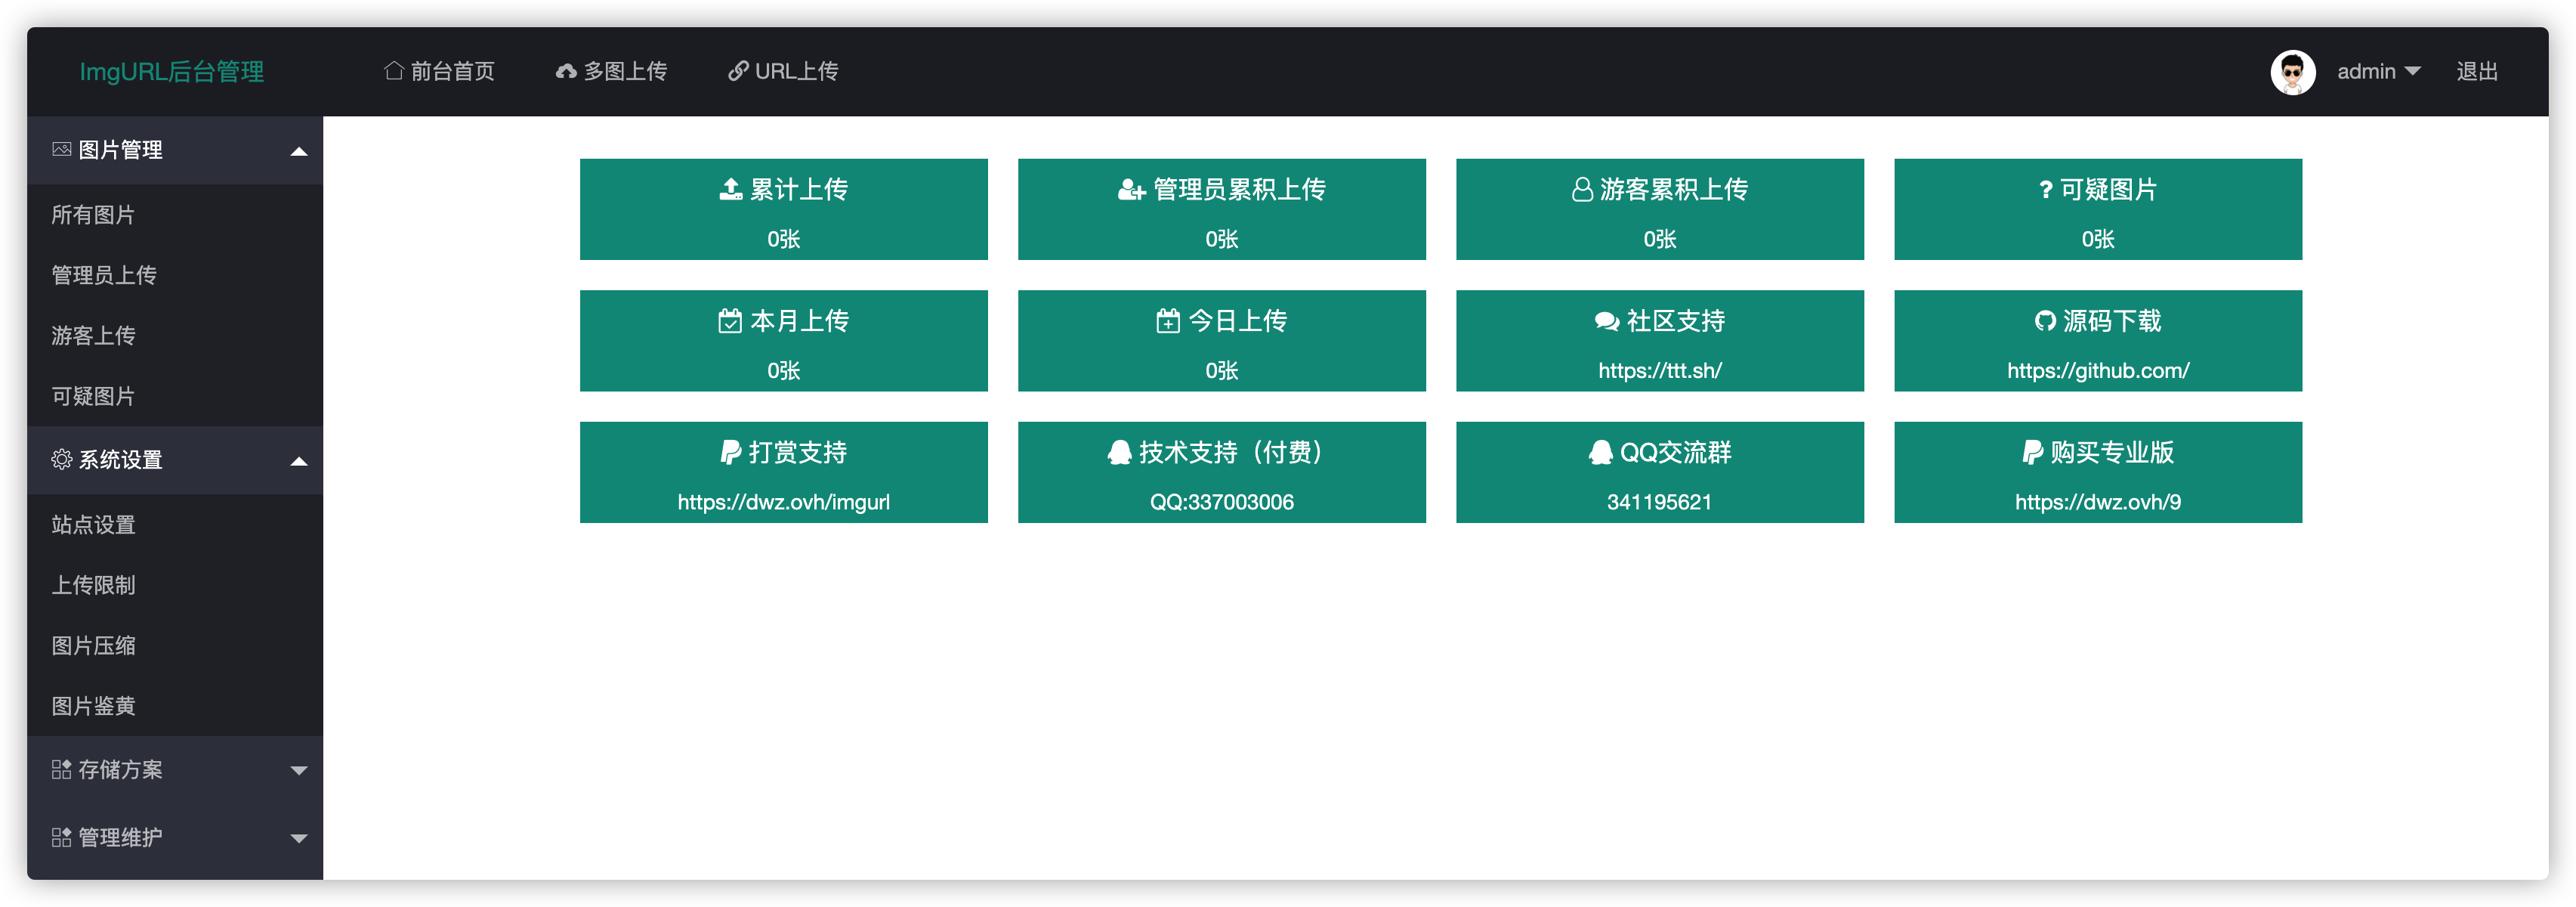 ImgURL后台管理
前台首页
多图上传
URL上传
admin
退出
图片管理
所有图片
管理员上传
游客上传
可疑图片
系统设置
站点设置
上传限制
图片压缩
图片鉴黄
存储方案
管理维护
累计上传
0张
管理员累积上传
0张
游客累积上传
0张
? 可疑图片
0张
本月上传
0张
今日上传
0张
社区支持
https://ttt.sh/
源码下载
https://github.com/
打赏支持
https://dwz.ovh/imgurl
技术支持（付费）
QQ:337003006
QQ交流群
341195621
购买专业版
https://dwz.ovh/9